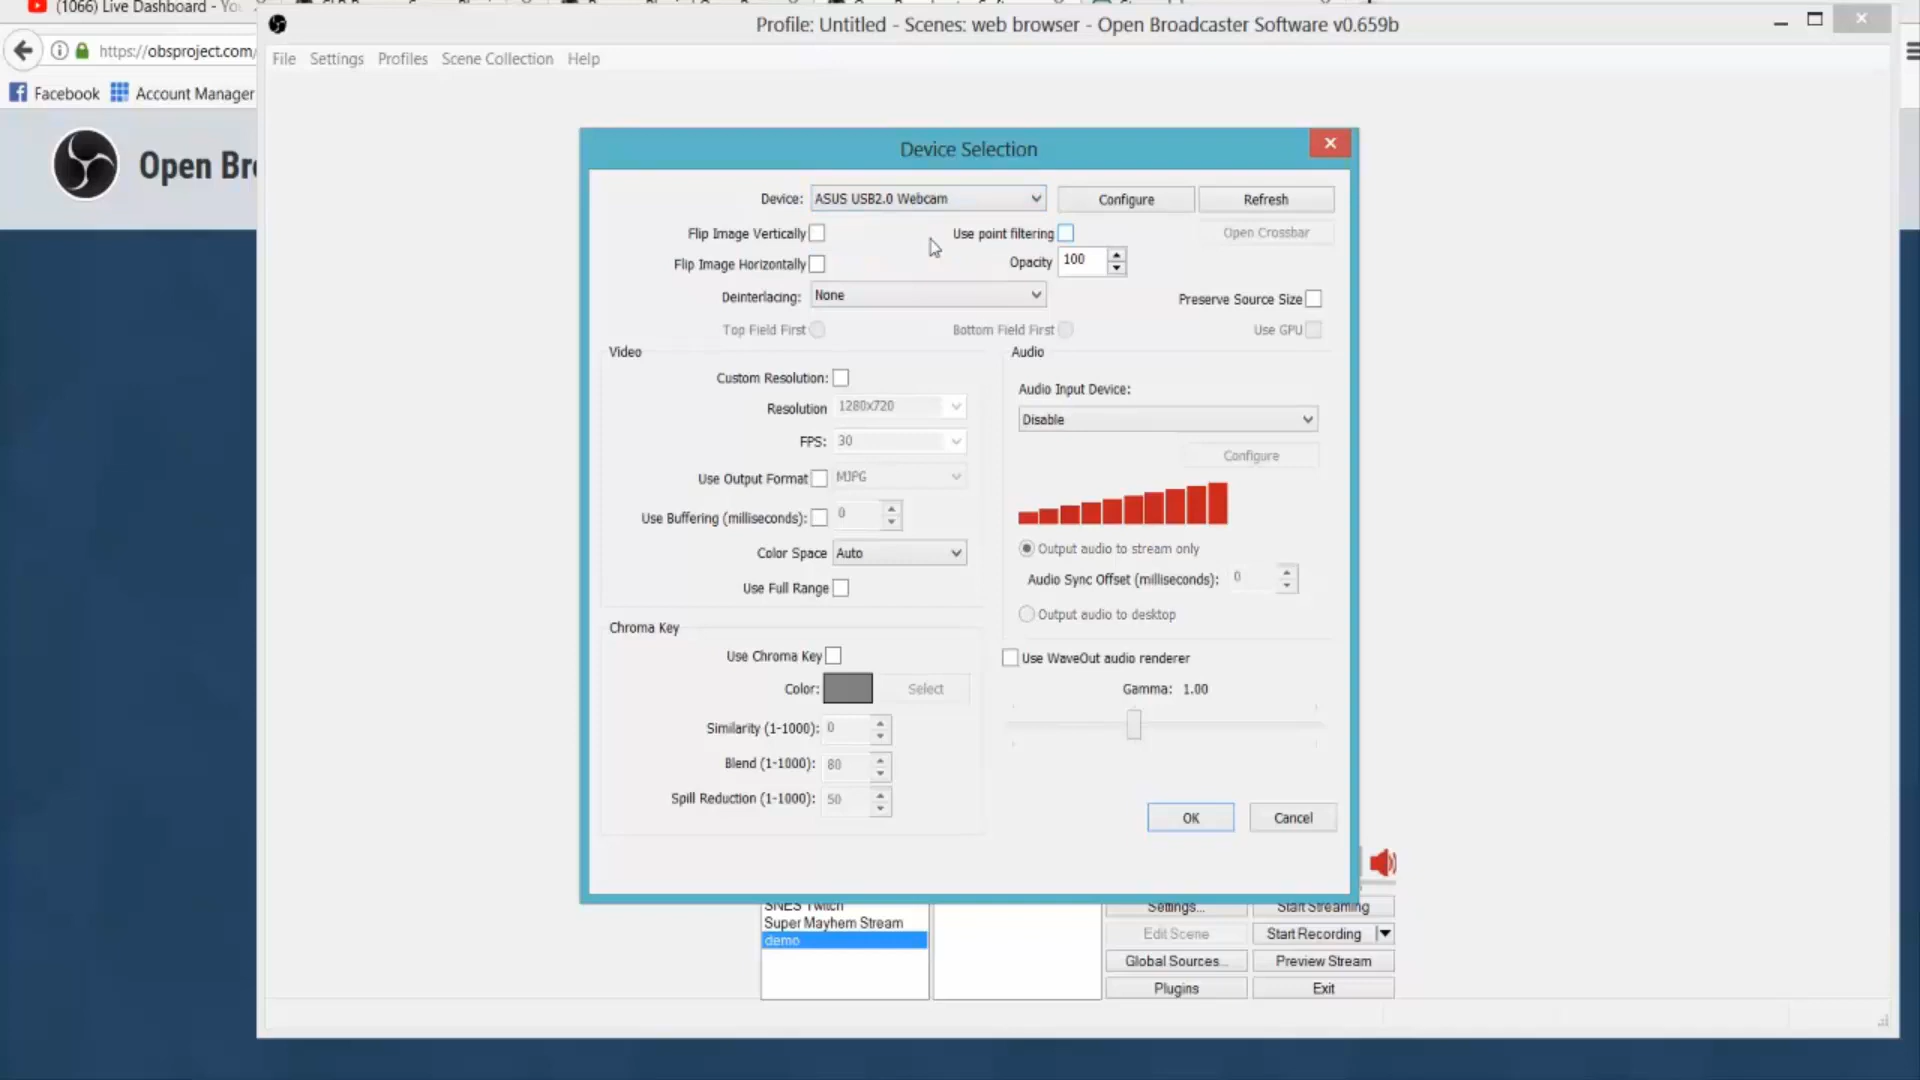 (1066) Live Dashboard - Yo
Profile: Untitled - Scenes: web browser - Open Broadcaster Software v0.659b
https://obsproject.com/
File Settings Profiles Scene Collection Help
Facebook Account Manager
Open Bro
Device Selection
Device: ASUS USB2.0 Webcam Configure Refresh
Flip Image Vertically Use point filtering Open Crossbar
Flip Image Horizontally Opacity 100
Deinterlacing: None Preserve Source Size
Top Field First Bottom Field First Use GPU
Video Audio
Custom Resolution:
Audio Input Device:
Resolution 1280x720
Disable
FPS: 30
Configure
Use Output Format MJPG
Use Buffering (milliseconds): 0
Color Space Auto
Output audio to stream only
Audio Sync Offset (milliseconds): 0
Use Full Range
Output audio to desktop
Chroma Key
Use Chroma Key
Use WaveOut audio renderer
Color: Select
Gamma: 1.00
Similarity (1-1000): 0
Blend (1-1000): 80
Spill Reduction (1-1000): 50
OK Cancel
SNES Twitch
Settings... Start Streaming
Super Mayhem Stream
demo
Edit Scene Start Recording
Global Sources... Preview Stream
Plugins Exit